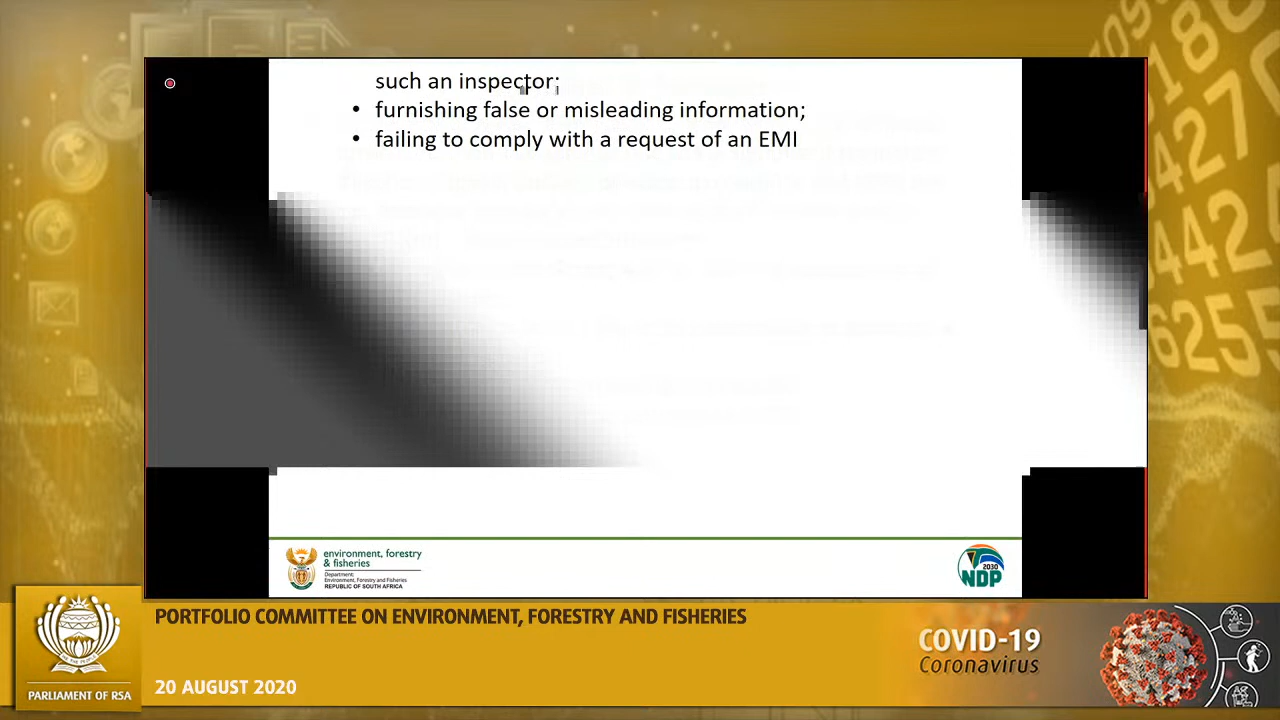 such an inspector;
• furnishing false or misleading information;
• failing to comply with a request of an EMI
environment, forestry
& fisheries
Department:
Environment, Forestry and Fisheries
REPUBLIC OF SOUTH AFRICA
2030
NDP
PORTFOLIO COMMITTEE ON ENVIRONMENT, FORESTRY AND FISHERIES
20 AUGUST 2020
PARLIAMENT OF RSA
COVID-19
Coronavirus